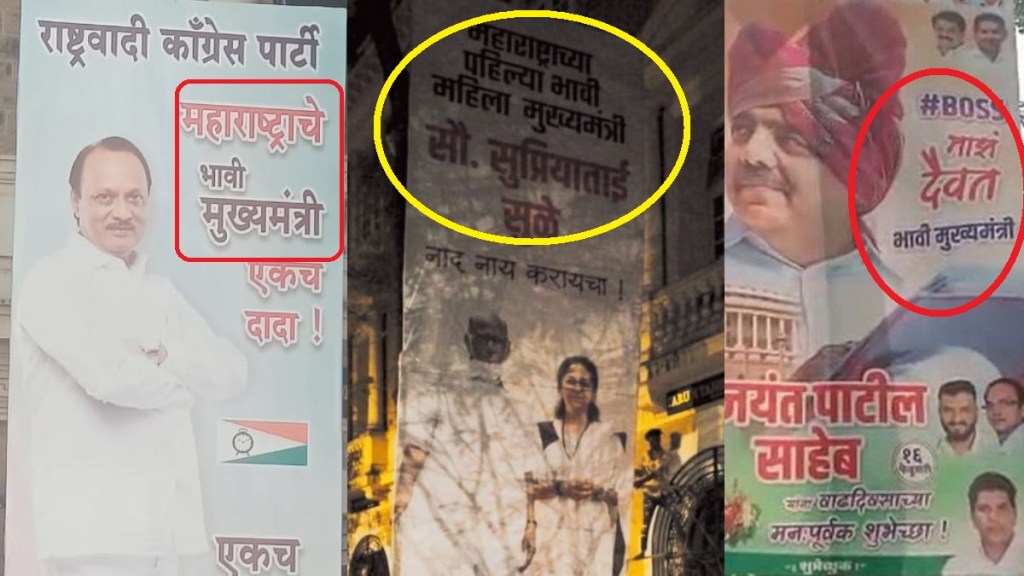 राष्ट्रवादी काँग्रेस पार्टी
महाराष्ट्राचे
भावी
मुख्यमंत्री
एकच
दादा !
एकच
महाराष्ट्राच्या
पहिल्या भावी
महिला मुख्यमंत्री
सौ. सुप्रियाताई
सुळे
नाद नाय करायचा !
#BOSS
माझं
दैवत
भावी मुख्यमंत्री
जयंत पाटील
साहेब
१६
फेब्रुवारी
यांना वाढदिवसाच्या
मनःपूर्वक शुभेच्छा !
-: शुभेच्छुक :-